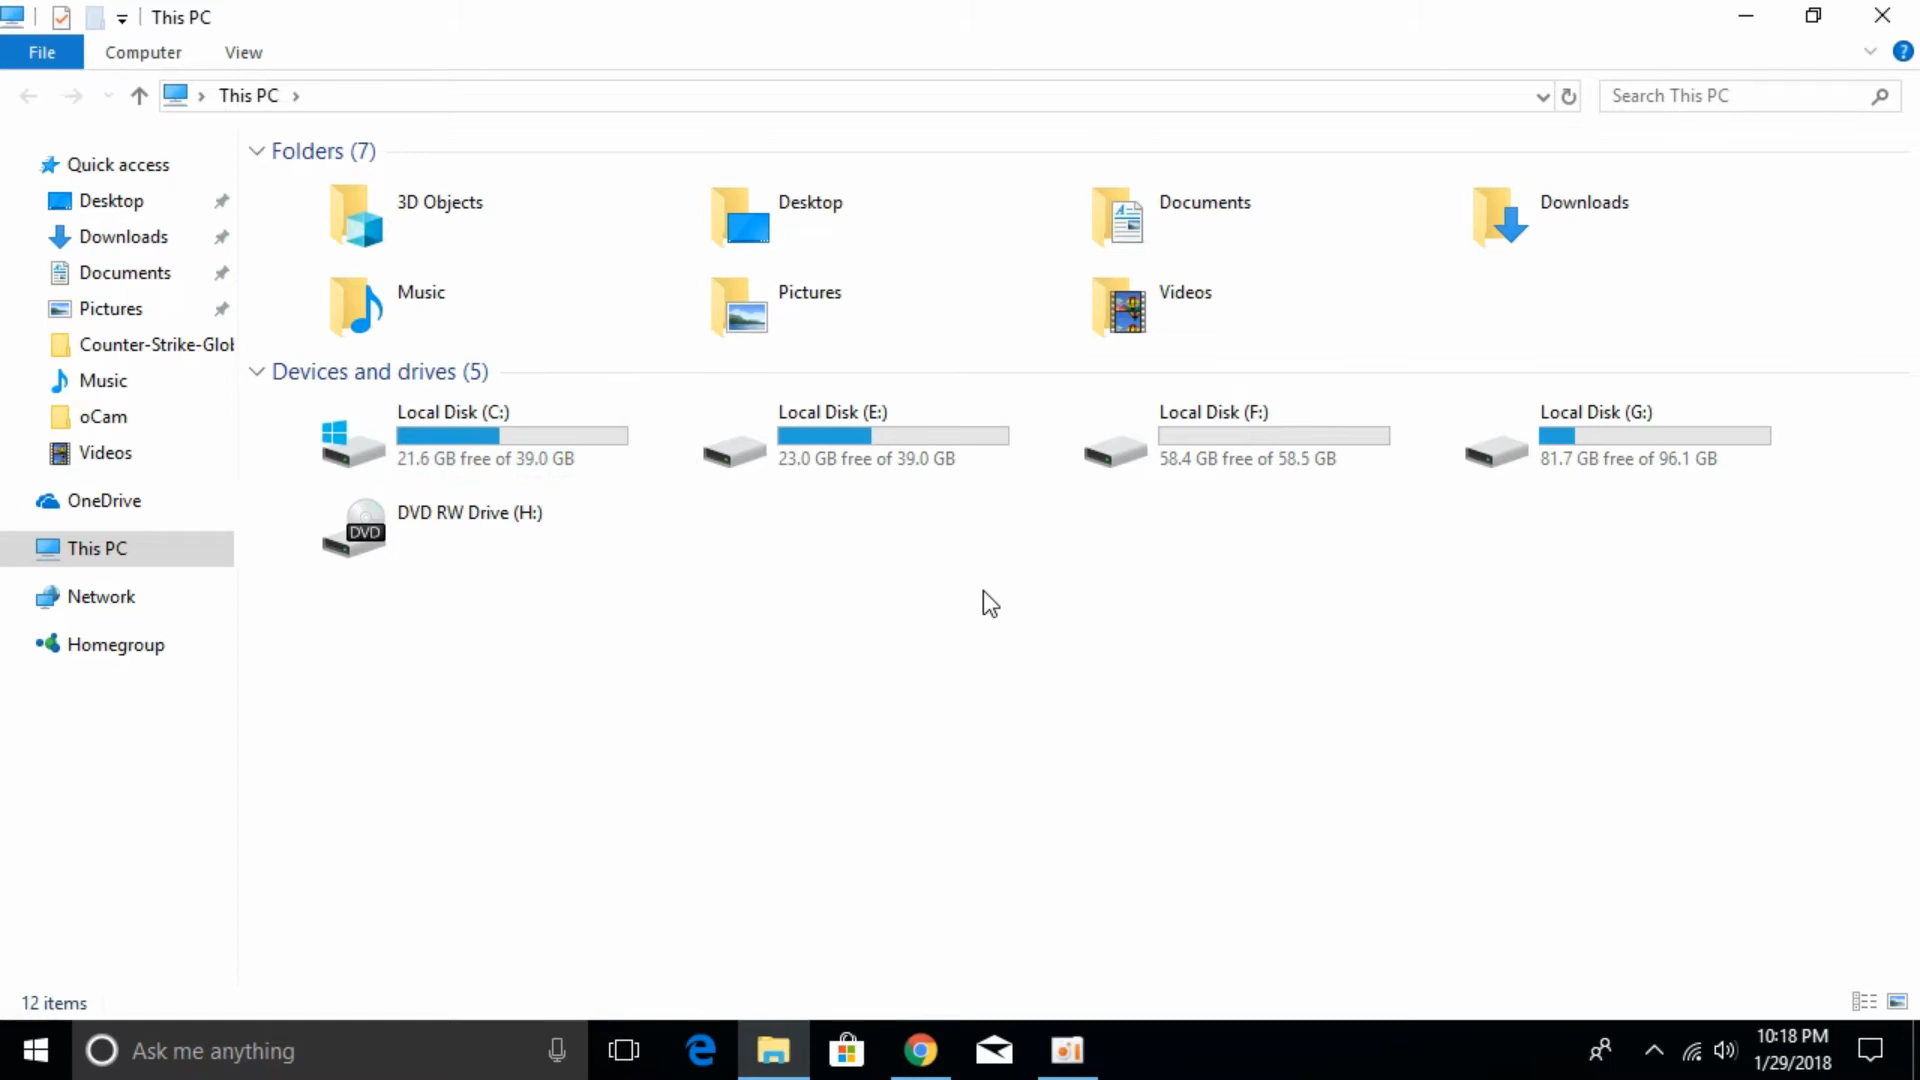 This PC
File Computer View
This PC
Search This PC
Quick access
Desktop
Downloads
Documents
Pictures
Counter-Strike-Glob
Music
oCam
Videos
OneDrive
This PC
Network
Homegroup
Folders (7)
3D Objects
Desktop
Documents
Downloads
Music
Pictures
Videos
Devices and drives (5)
Local Disk (C:)
21.6 GB free of 39.0 GB
Local Disk (E:)
23.0 GB free of 39.0 GB
Local Disk (F:)
58.4 GB free of 58.5 GB
Local Disk (G:)
81.7 GB free of 96.1 GB
DVD
DVD RW Drive (H:)
12 items
Ask me anything
10:18 PM
1/29/2018